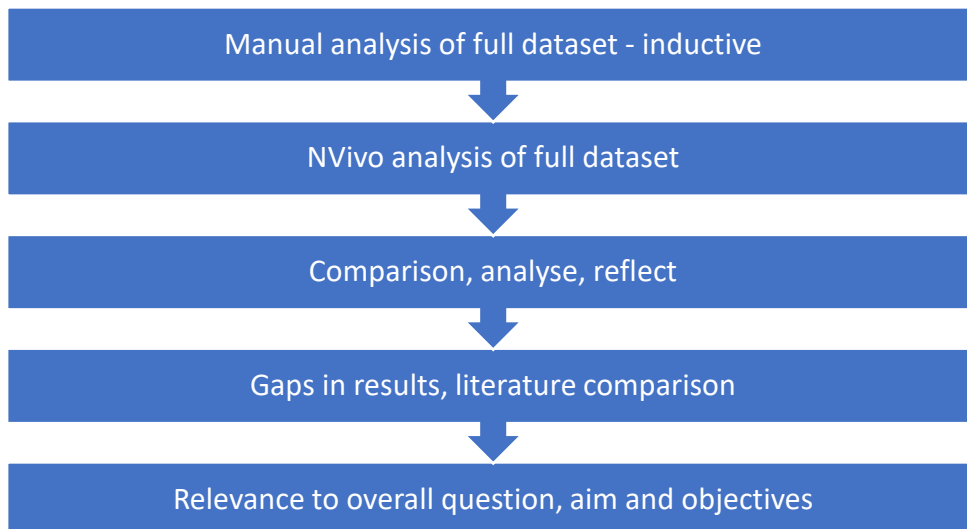 Manual analysis of full dataset - inductive
NVivo analysis of full dataset
Comparison, analyse, reflect
Gaps in results, literature comparison
Relevance to overall question, aim and objectives